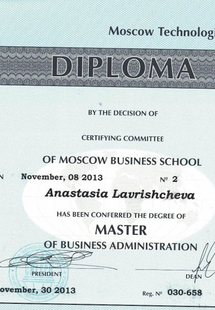 Moscow Technolog
DIPLOMA
BY THE DECISION OF
CERTIFYING COMMITTEE
OF MOSCOW BUSINESS SCHOOL
ON November, 08 2013 № 2
Anastasia Lavrishcheva
HAS BEEN CONFERRED THE DEGREE OF
MASTER
OF BUSINESS ADMINISTRATION
PRESIDENT DEAN
ovember, 30 2013 Reg. № 030-658